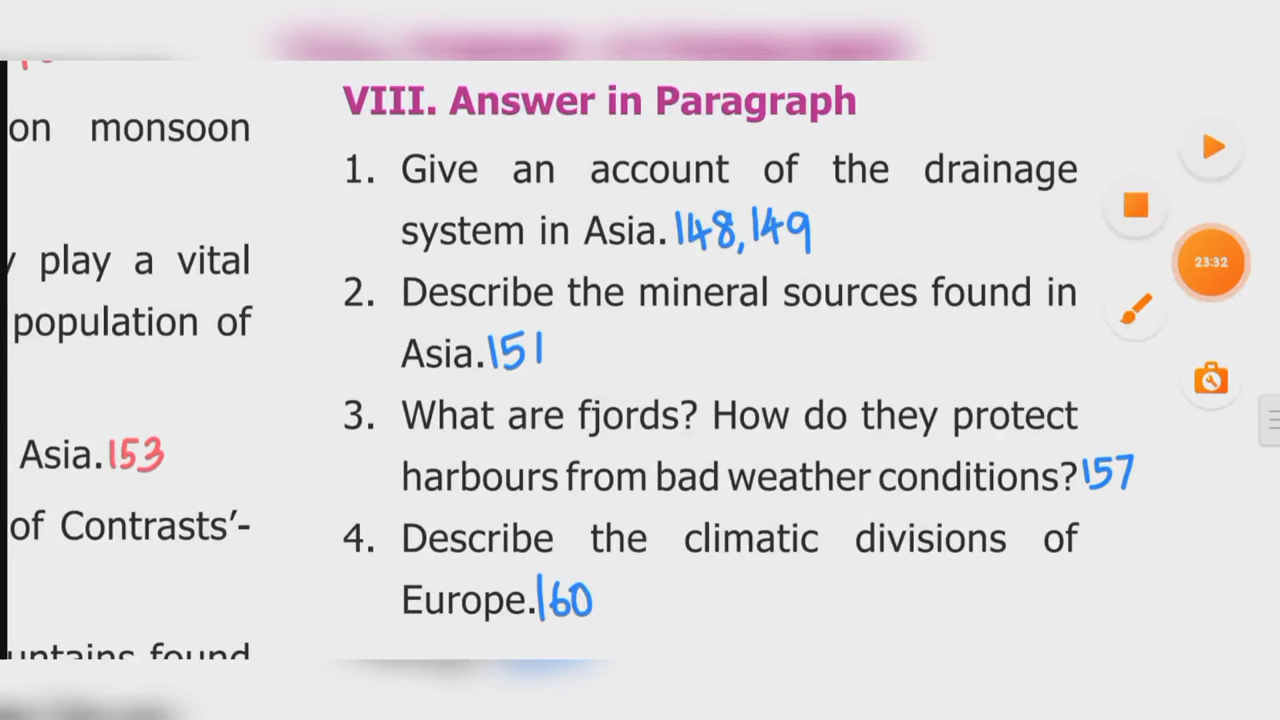 on monsoon
play a vital
population of
Asia.153
of Contrasts'-
VIII. Answer in Paragraph
1. Give an account of the drainage
system in Asia.148,149
2. Describe the mineral sources found in
Asia.151
3. What are fjords? How do they protect
harbours from bad weather conditions?157
4. Describe the climatic divisions of
Europe.160
23:32